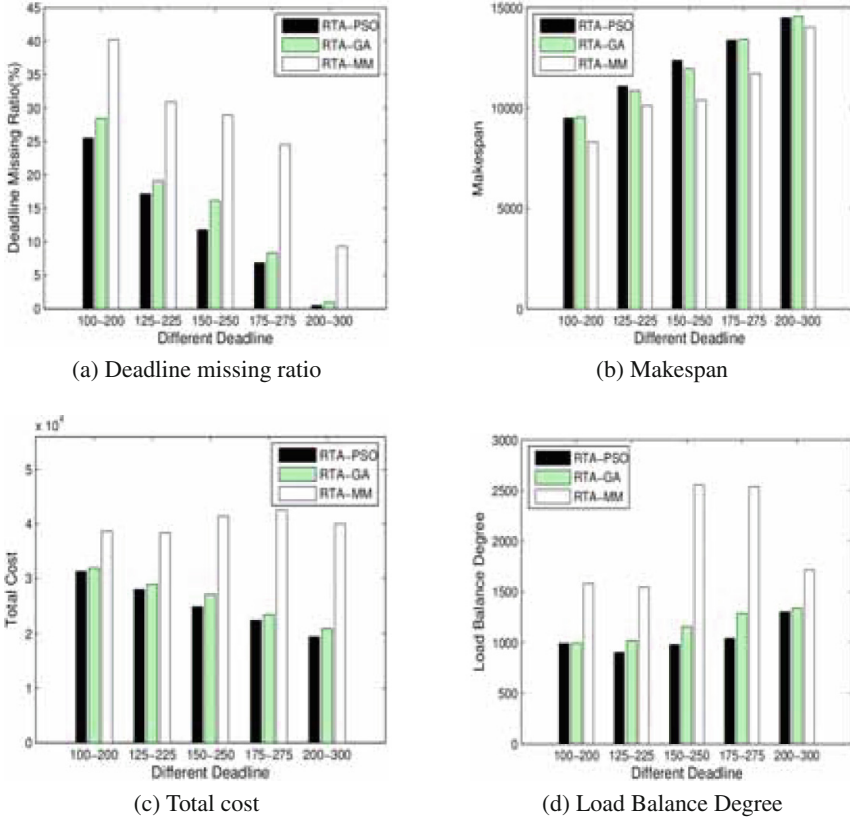 45
40
35
30
25
20
15
10
5
0
Deadline Missing Ratio(%)
RTA-PSO
RTA-GA
RTA-MM
100-200 125-225 150-250 175-275 200-300
Different Deadline
(a) Deadline missing ratio
15000
10000
5000
0
Makespan
RTA-PSO
RTA-GA
RTA-MM
100-200 125-225 150-250 175-275 200-300
Different Deadline
(b) Makespan
x 10⁴
5
4
3
2
1
0
Total Cost
RTA-PSO
RTA-GA
RTA-MM
100-200 125-225 150-250 175-275 200-300
Different Deadline
(c) Total cost
3000
2500
2000
1500
1000
500
0
Load Balance Degree
RTA-PSO
RTA-GA
RTA-MM
100-200 125-225 150-250 175-275 200-300
Different Deadline
(d) Load Balance Degree